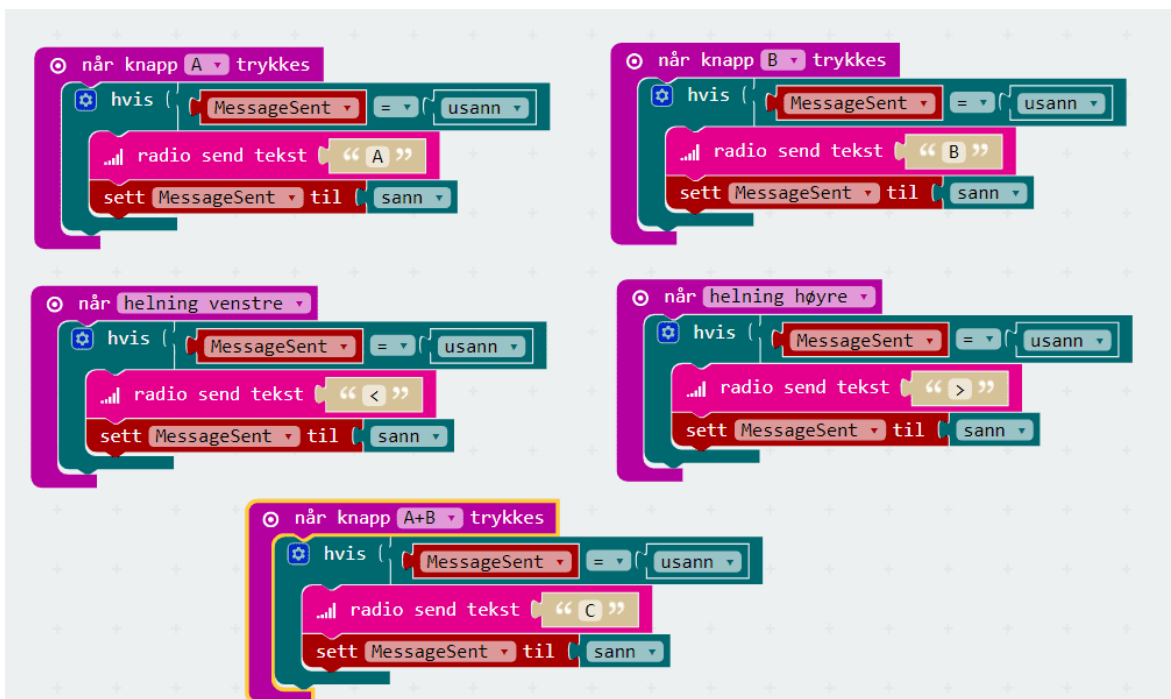 når knapp A trykkes
hvis MessageSent = usann
radio send tekst “ A ”
sett MessageSent til sann
når knapp B trykkes
hvis MessageSent = usann
radio send tekst “ B ”
sett MessageSent til sann
når helning venstre
hvis MessageSent = usann
radio send tekst “ < ”
sett MessageSent til sann
når helning høyre
hvis MessageSent = usann
radio send tekst “ > ”
sett MessageSent til sann
når knapp A+B trykkes
hvis MessageSent = usann
radio send tekst “ C ”
sett MessageSent til sann